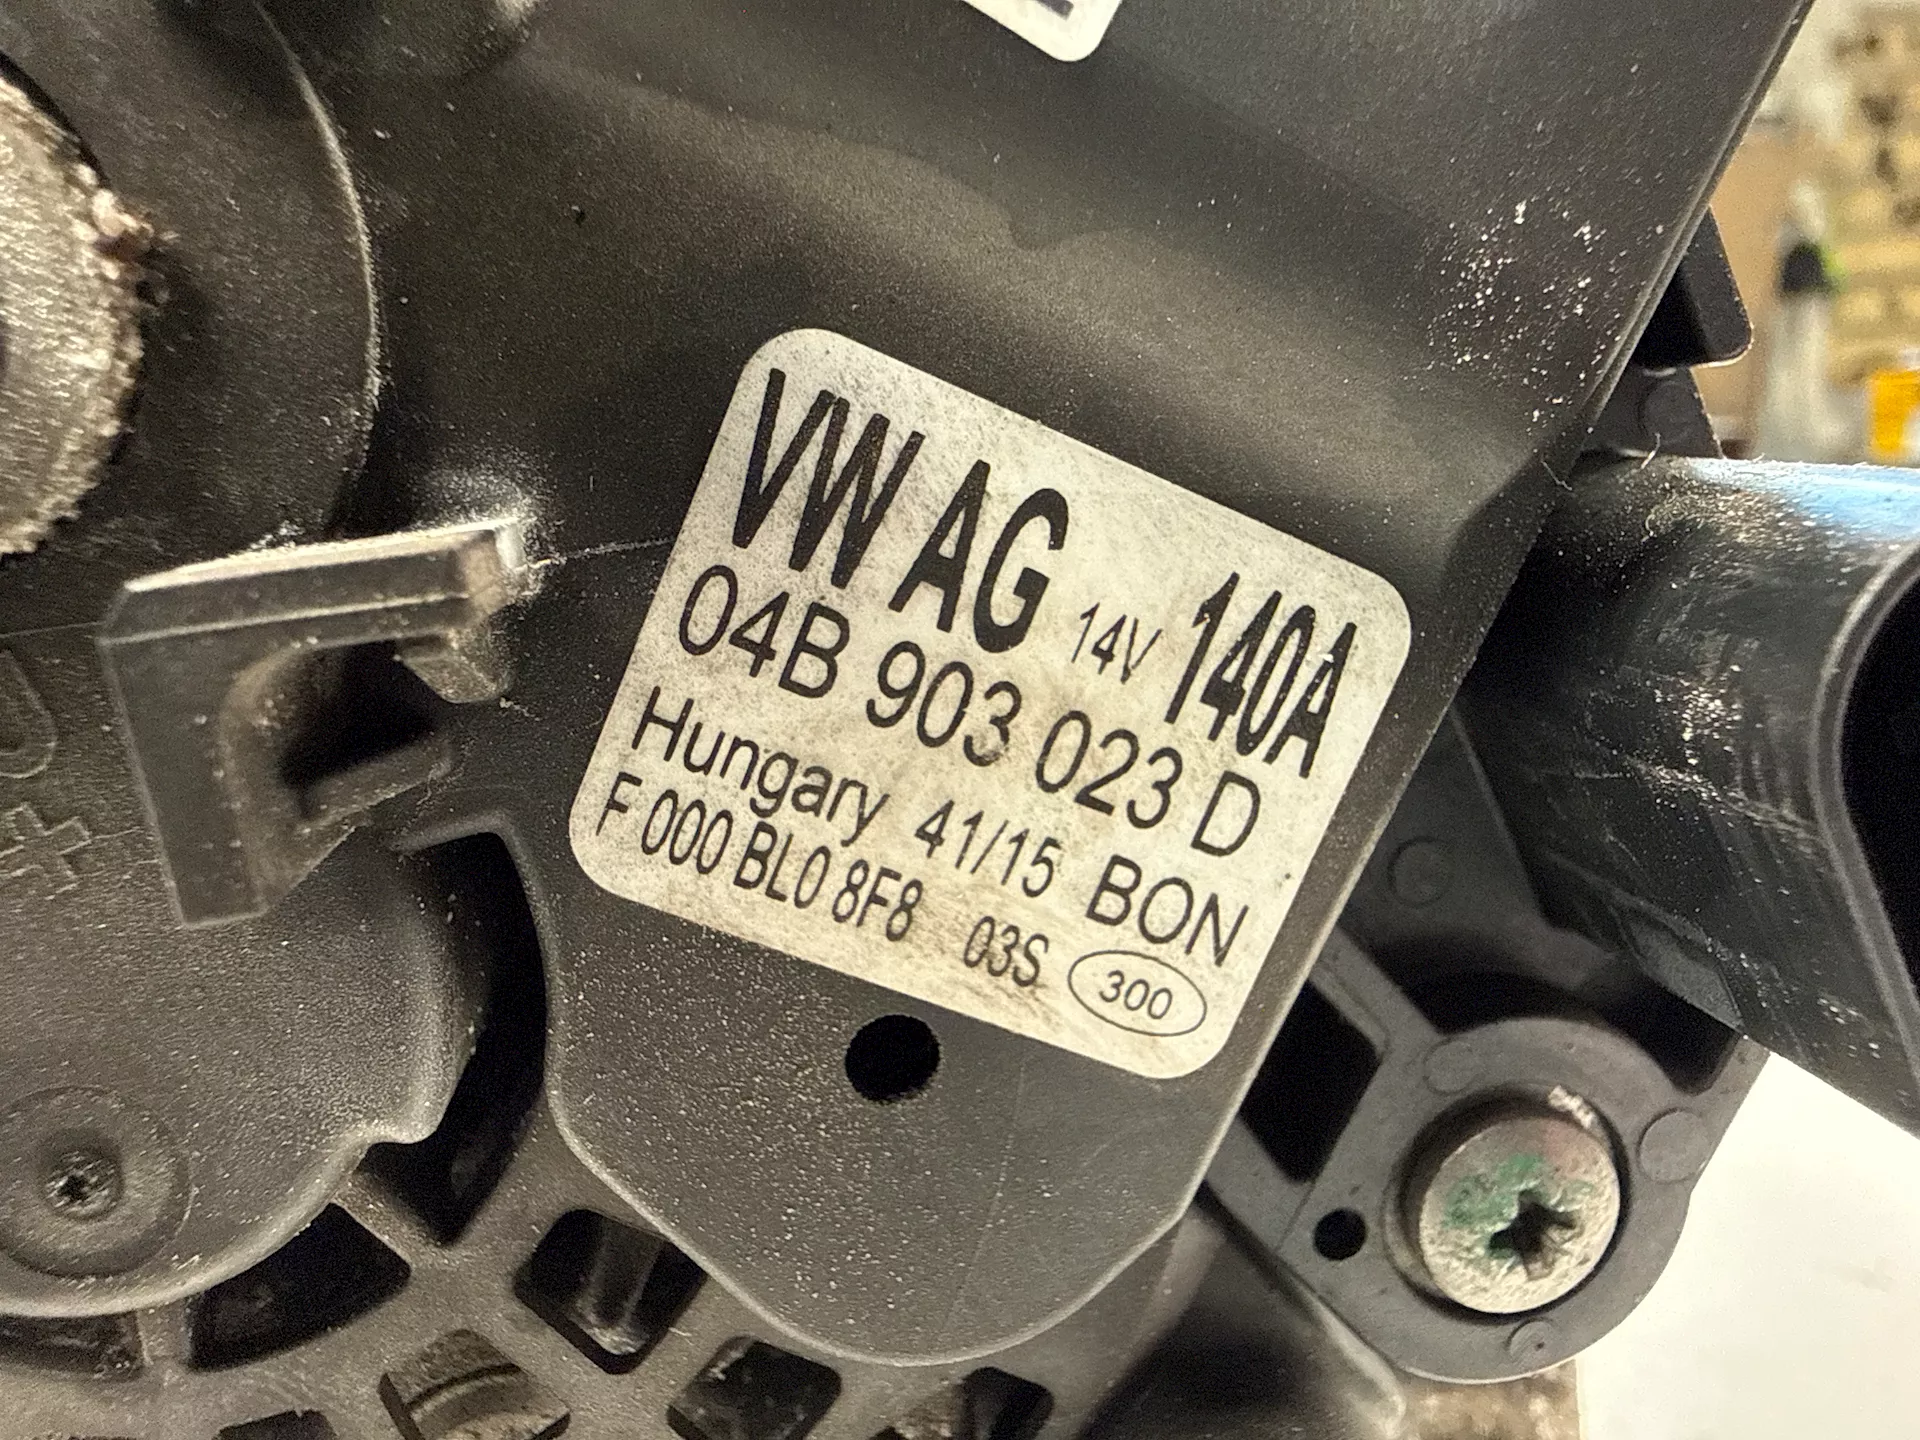 VW AG 14V 140A
04B 903 023 D
Hungary 41/15 BON
F 000 BL0 8F8 03S 300